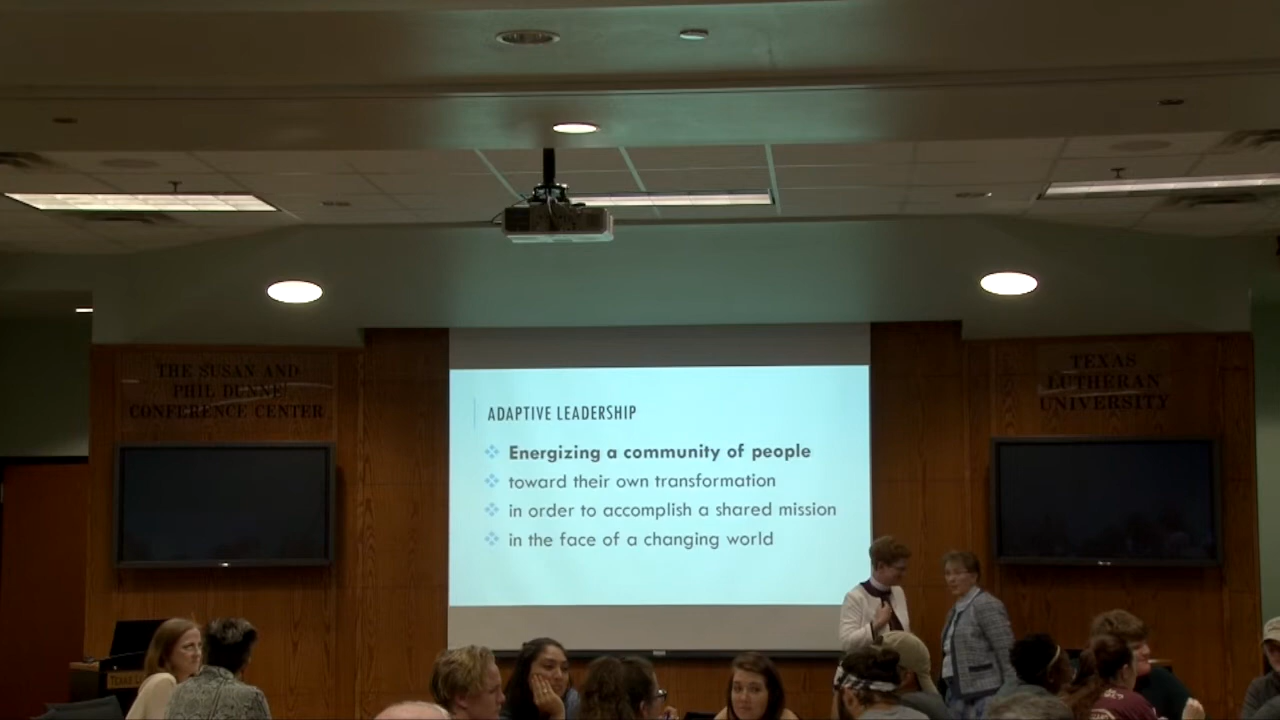 THE SUSAN AND
PHIL DUNNE
CONFERENCE CENTER
TEXAS
LUTHERAN
UNIVERSITY
ADAPTIVE LEADERSHIP
Energizing a community of people
toward their own transformation
in order to accomplish a shared mission
in the face of a changing world
TEXAS